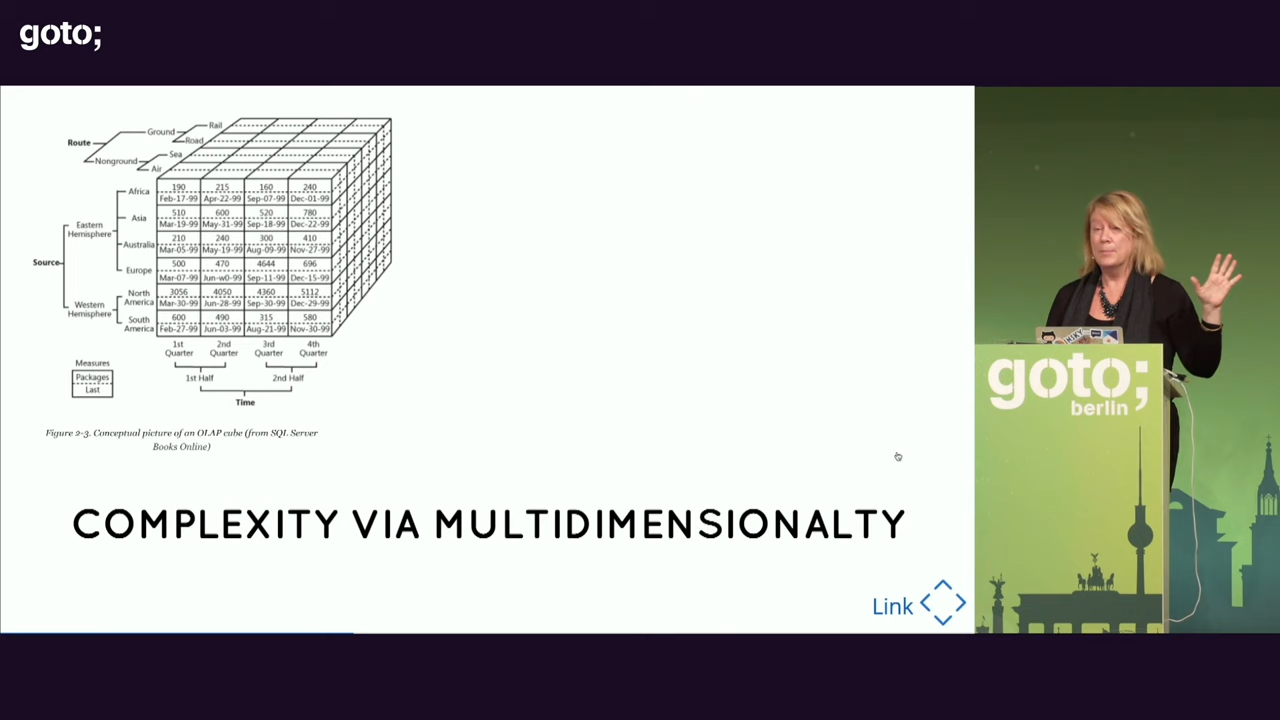 goto;
Route
Ground
Rail
Road
Nonground
Sea
Air
Source
Eastern
Hemisphere
Western
Hemisphere
Africa
Asia
Australia
Europe
North
America
South
America
190 215 160 240
Feb-17-99 Apr-22-99 Sep-07-99 Dec-01-99
510 600 520 780
Mar-19-99 May-31-99 Sep-18-99 Dec-22-99
210 240 300 410
Mar-05-99 May-19-99 Aug-09-99 Nov-27-99
500 470 4644 696
Mar-07-99 Jun-w0-99 Sep-11-99 Dec-15-99
3056 4050 4360 5112
Mar-30-99 Jun-28-99 Sep-30-99 Dec-29-99
600 490 315 580
Feb-27-99 Jun-03-99 Aug-21-99 Nov-30-99
1st 2nd 3rd 4th
Quarter Quarter Quarter Quarter
1st Half 2nd Half
Time
Measures
Packages
Last
Figure 2-3. Conceptual picture of an OLAP cube (from SQL Server
Books Online)
COMPLEXITY VIA MULTIDIMENSIONALTY
Link
goto;
berlin